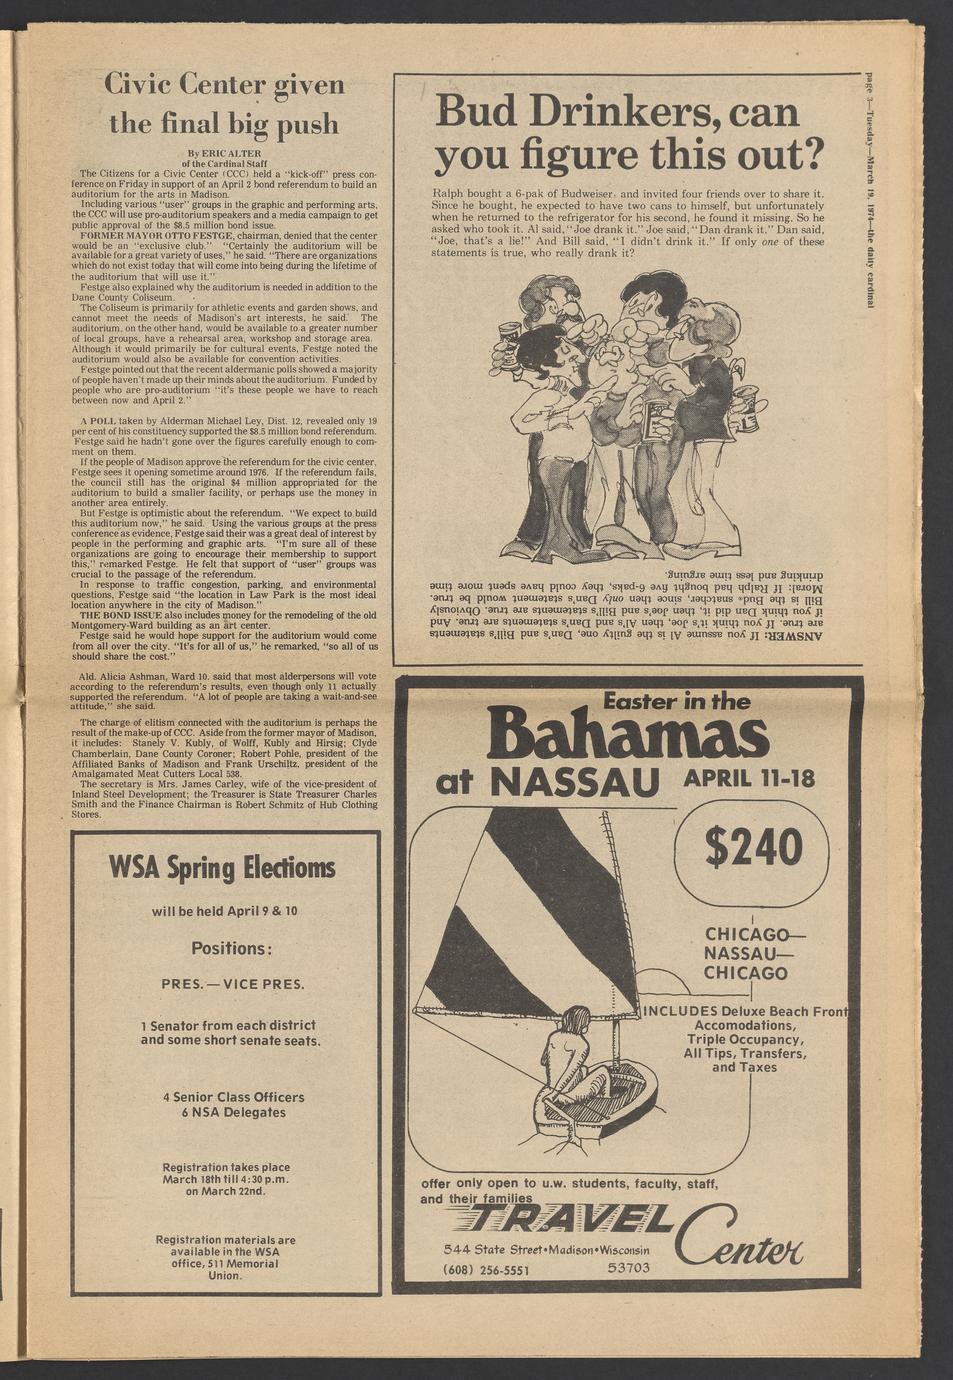 Civic Center given
the final big push
By ERIC ALTER
of the Cardinal Staff
The Citizens for a Civic Center (CCC) held a "kick-off" press con-
ference on Friday in support of an April 2 bond referendum to build an
auditorium for the arts in Madison.
Including various "user" groups in the graphic and performing arts,
the CCC will use pro-auditorium speakers and a media campaign to get
public approval of the $8.5 million bond issue.
FORMER MAYOR OTTO FESTGE, chairman, denied that the center
would be an "exclusive club." "Certainly the auditorium will be
available for a great variety of uses," he said. "There are organizations
which do not exist today that will come into being during the lifetime of
the auditorium that will use it."
Festge also explained why the auditorium is needed in addition to the
Dane County Coliseum.
The Coliseum is primarily for athletic events and garden shows, and
cannot meet the needs of Madison's art interests, he said. The
auditorium, on the other hand, would be available to a greater number
of local groups, have a rehearsal area, workshop and storage area.
Although it would primarily be for cultural events, Festge noted the
auditorium would also be available for convention activities.
Festge pointed out that the recent aldermanic polls showed a majority
of people haven't made up their minds about the auditorium. Funded by
people who are pro-auditorium "it's these people we have to reach
between now and April 2."
A POLL taken by Alderman Michael Ley, Dist. 12, revealed only 19
per cent of his constituency supported the $8.5 million bond referendum.
Festge said he hadn't gone over the figures carefully enough to com-
ment on them.
If the people of Madison approve the referendum for the civic center,
Festge sees it opening sometime around 1976. If the referendum fails,
the council still has the original $4 million appropriated for the
auditorium to build a smaller facility, or perhaps use the money in
another area entirely.
But Festge is optimistic about the referendum. "We expect to build
this auditorium now," he said. Using the various groups at the press
conference as evidence, Festge said their was a great deal of interest by
people in the performing and graphic arts. "I'm sure all of these
organizations are going to encourage their membership to support
this," remarked Festge. He felt that support of "user" groups was
crucial to the passage of the referendum.
In response to traffic congestion, parking, and environmental
questions, Festge said "the location in Law Park is the most ideal
location anywhere in the city of Madison."
THE BOND ISSUE also includes money for the remodeling of the old
Montgomery-Ward building as an art center.
Festge said he would hope support for the auditorium would come
from all over the city. "It's for all of us," he remarked, "so all of us
should share the cost."
Ald. Alicia Ashman, Ward 10. said that most alderpersons will vote
according to the referendum's results, even though only 11 actually
supported the referendum. "A lot of people are taking a wait-and-see
attitude," she said.
The charge of elitism connected with the auditorium is perhaps the
result of the make-up of CCC. Aside from the former mayor of Madison,
it includes: Stanely V. Kubly, of Wolff, Kubly and Hirsig; Clyde
Chamberlain, Dane County Coroner; Robert Pohle, president of the
Affiliated Banks of Madison and Frank Urschiltz, president of the
Amalgamated Meat Cutters Local 538.
The secretary is Mrs. James Carley, wife of the vice-president of
Inland Steel Development; the Treasurer is State Treasurer Charles
Smith and the Finance Chairman is Robert Schmitz of Hub Clothing
Stores.
WSA Spring Elections
will be held April 9 & 10
Positions:
PRES. — VICE PRES.
1 Senator from each district
and some short senate seats.
4 Senior Class Officers
6 NSA Delegates
Registration takes place
March 18th till 4:30 p.m.
on March 22nd.
Registration materials are
available in the WSA
office, 511 Memorial
Union.
page 3—Tuesday—March 19, 1974—the daily cardinal
Bud Drinkers, can
you figure this out?
Ralph bought a 6-pak of Budweiser® and invited four friends over to share it.
Since he bought, he expected to have two cans to himself, but unfortunately
when he returned to the refrigerator for his second, he found it missing. So he
asked who took it. Al said, "Joe drank it." Joe said, "Dan drank it." Dan said,
"Joe, that's a lie!" And Bill said, "I didn't drink it." If only one of these
statements is true, who really drank it?
ANSWER: If you assume Al is the guilty one, Dan's and Bill's statements
are true. If you think it's Joe, then Al's and Dan's statements are true. And
if you think Dan did it, then Joe's and Bill's statements are true. Obviously
Bill is the Bud® snatcher, since then only Dan's statement would be true.
Moral: If Ralph had bought five 6-paks, they could have spent more time
drinking and less time arguing.
Easter in the
Bahamas
at NASSAU APRIL 11-18
$240
CHICAGO—
NASSAU—
CHICAGO
INCLUDES Deluxe Beach Front
Accomodations,
Triple Occupancy,
All Tips, Transfers,
and Taxes
offer only open to u.w. students, faculty, staff,
and their families
TRAVEL Center
544 State Street•Madison•Wisconsin
(608) 256-5551 53703